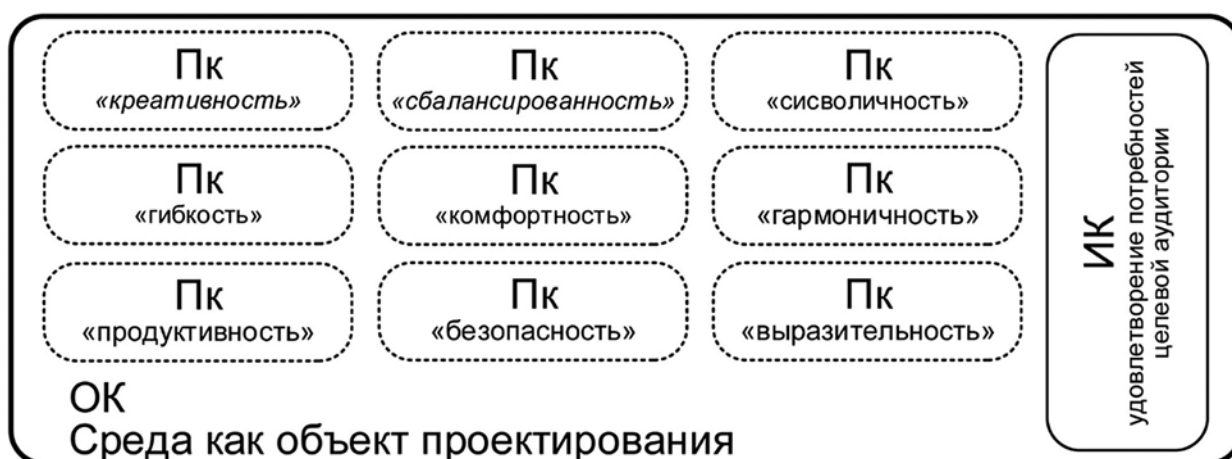 Пк
«креативность»
Пк
«сбалансированность»
Пк
«сисволичность»
Пк
«гибкость»
Пк
«комфортность»
Пк
«гармоничность»
Пк
«продуктивность»
Пк
«безопасность»
Пк
«выразительность»
ОК
Среда как объект проектирования
ИК
удовлетворение потребностей
целевой аудитории